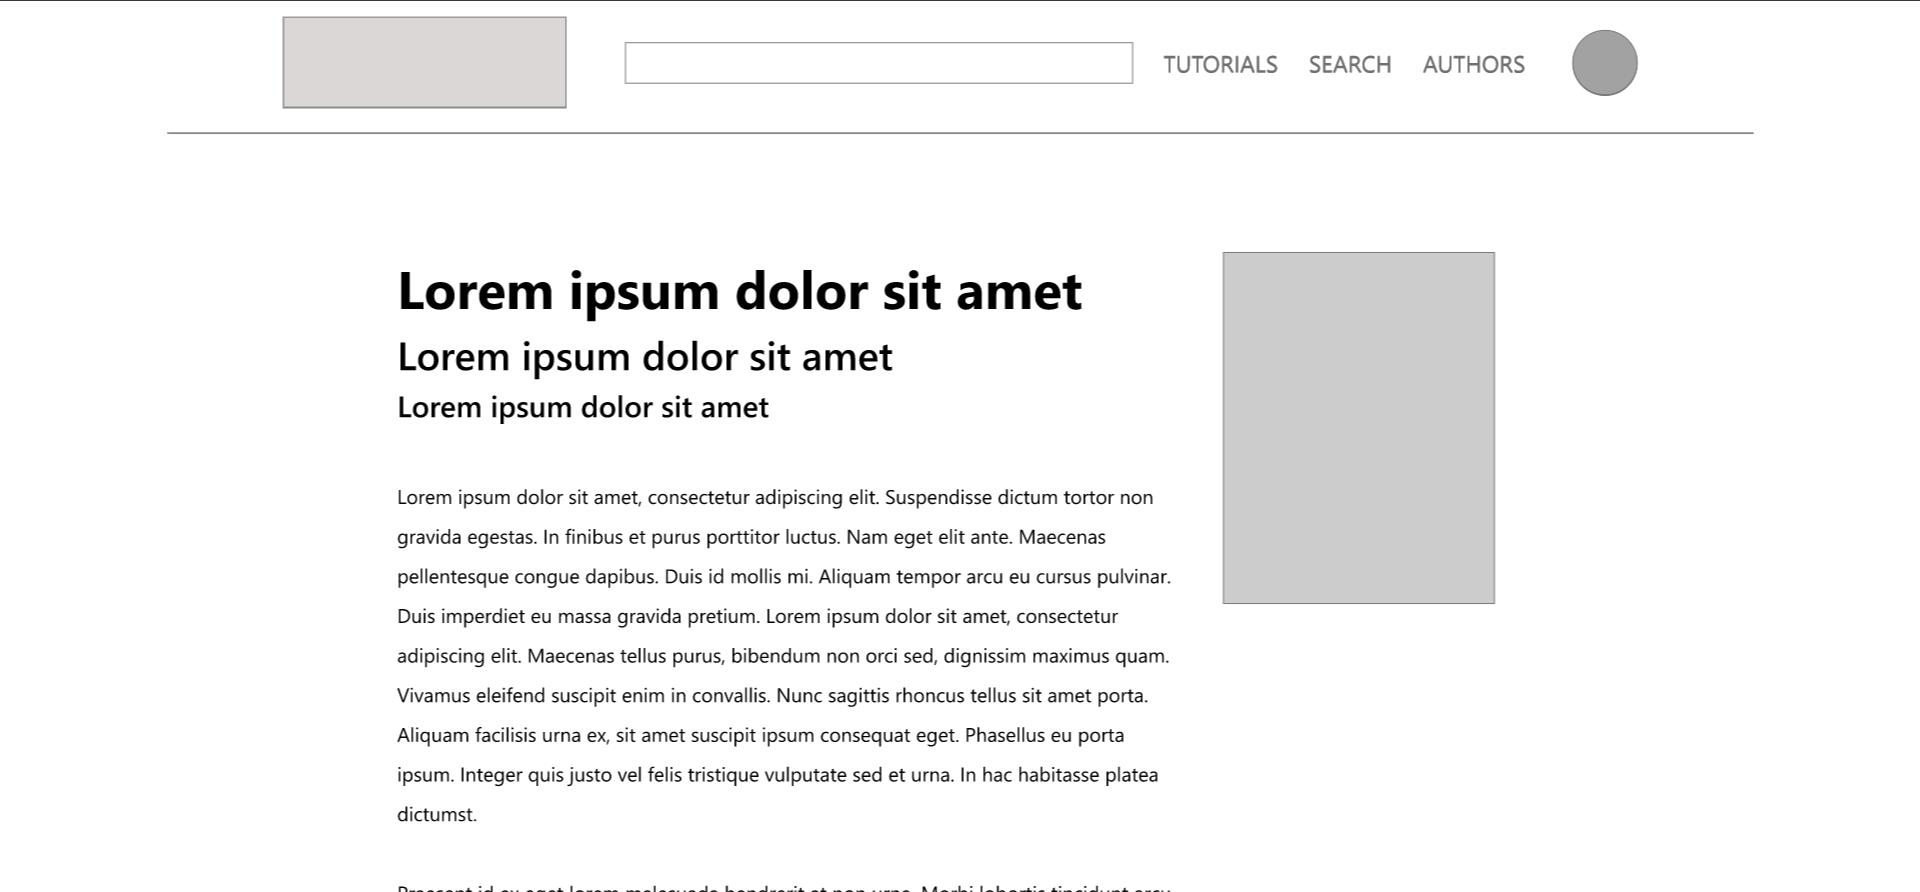 TUTORIALS SEARCH AUTHORS
Lorem ipsum dolor sit amet
Lorem ipsum dolor sit amet
Lorem ipsum dolor sit amet
Lorem ipsum dolor sit amet, consectetur adipiscing elit. Suspendisse dictum tortor non
gravida egestas. In finibus et purus porttitor luctus. Nam eget elit ante. Maecenas
pellentesque congue dapibus. Duis id mollis mi. Aliquam tempor arcu eu cursus pulvinar.
Duis imperdiet eu massa gravida pretium. Lorem ipsum dolor sit amet, consectetur
adipiscing elit. Maecenas tellus purus, bibendum non orci sed, dignissim maximus quam.
Vivamus eleifend suscipit enim in convallis. Nunc sagittis rhoncus tellus sit amet porta.
Aliquam facilisis urna ex, sit amet suscipit ipsum consequat eget. Phasellus eu porta
ipsum. Integer quis justo vel felis tristique vulputate sed et urna. In hac habitasse platea
dictumst.